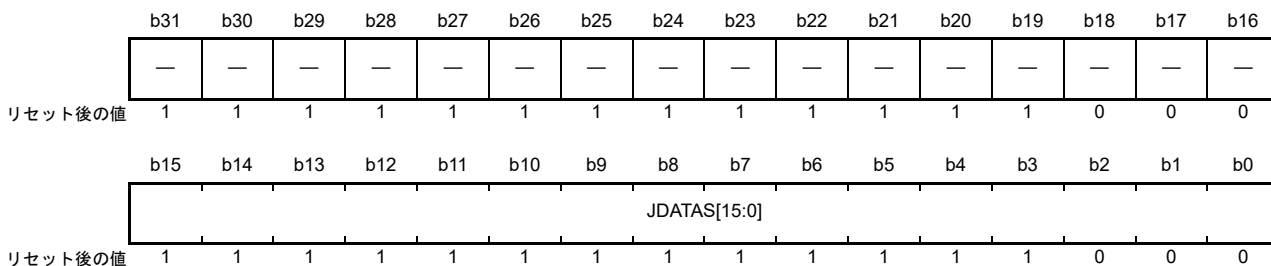 b31 b30 b29 b28 b27 b26 b25 b24 b23 b22 b21 b20 b19 b18 b17 b16
— — — — — — — — — — — — — — — —
リセット後の値 1 1 1 1 1 1 1 1 1 1 1 1 1 0 0 0
b15 b14 b13 b12 b11 b10 b9 b8 b7 b6 b5 b4 b3 b2 b1 b0
JDATAS[15:0]
リセット後の値 1 1 1 1 1 1 1 1 1 1 1 1 1 0 0 0